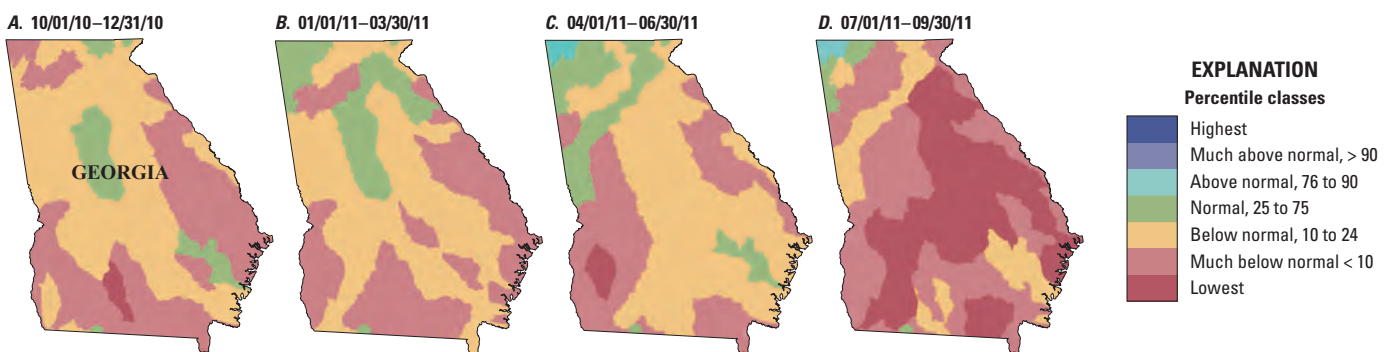 A. 10/01/10–12/31/10
B. 01/01/11–03/30/11
C. 04/01/11–06/30/11
D. 07/01/11–09/30/11
GEORGIA
EXPLANATION
Percentile classes
Highest
Much above normal, > 90
Above normal, 76 to 90
Normal, 25 to 75
Below normal, 10 to 24
Much below normal < 10
Lowest